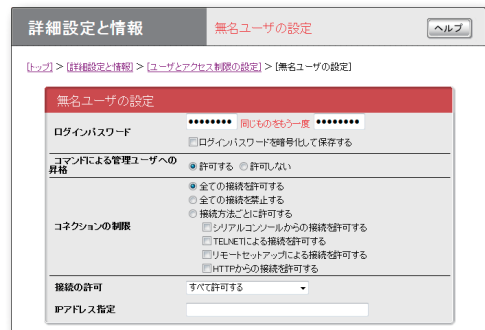 詳細設定と情報
無名ユーザの設定
ヘルプ
[トップ] > [詳細設定と情報] > [ユーザとアクセス制限の設定] > [無名ユーザの設定]
無名ユーザの設定
ログインパスワード
●●●●●●●● 同じものをもう一度 ●●●●●●●●
ログインパスワードを暗号化して保存する
コマンドによる管理ユーザへの
昇格
許可する 許可しない
コネクションの制限
全ての接続を許可する
全ての接続を禁止する
接続方法ごとに許可する
シリアルコンソールからの接続を許可する
TELNETによる接続を許可する
リモートセットアップによる接続を許可する
HTTPからの接続を許可する
接続の許可
すべて許可する
IPアドレス指定